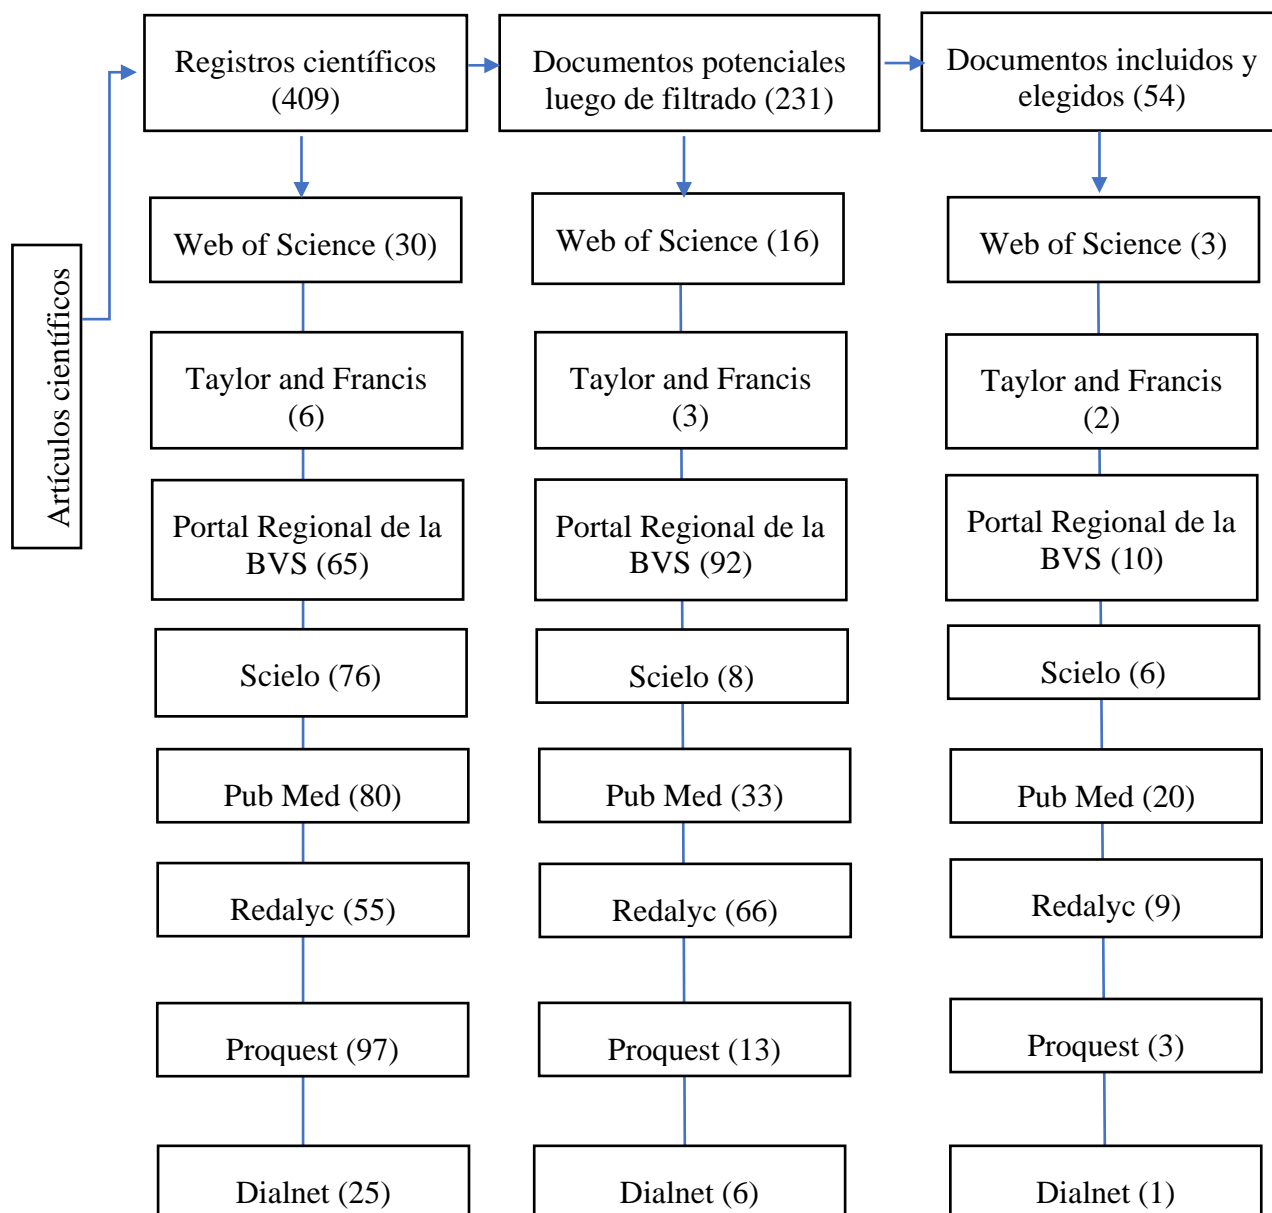 Artículos científicos
Registros científicos
(409)
Web of Science (30)
Taylor and Francis
(6)
Portal Regional de la
BVS (65)
Scielo (76)
Pub Med (80)
Redalyc (55)
Proquest (97)
Dialnet (25)
Documentos potenciales
luego de filtrado (231)
Web of Science (16)
Taylor and Francis
(3)
Portal Regional de la
BVS (92)
Scielo (8)
Pub Med (33)
Redalyc (66)
Proquest (13)
Dialnet (6)
Documentos incluidos y
elegidos (54)
Web of Science (3)
Taylor and Francis
(2)
Portal Regional de la
BVS (10)
Scielo (6)
Pub Med (20)
Redalyc (9)
Proquest (3)
Dialnet (1)